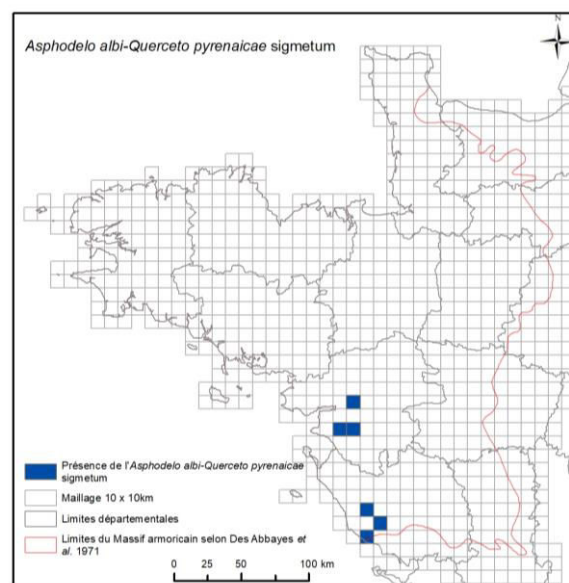 Asphodelo albi-Querceto pyrenaicae sigmetum
N
Présence de l'Asphodelo albi-Querceto pyrenaicae
sigmetum
Maillage 10 x 10km
Limites départementales
Limites du Massif armoricain selon Des Abbayes et
al. 1971
0 25 50 100 km